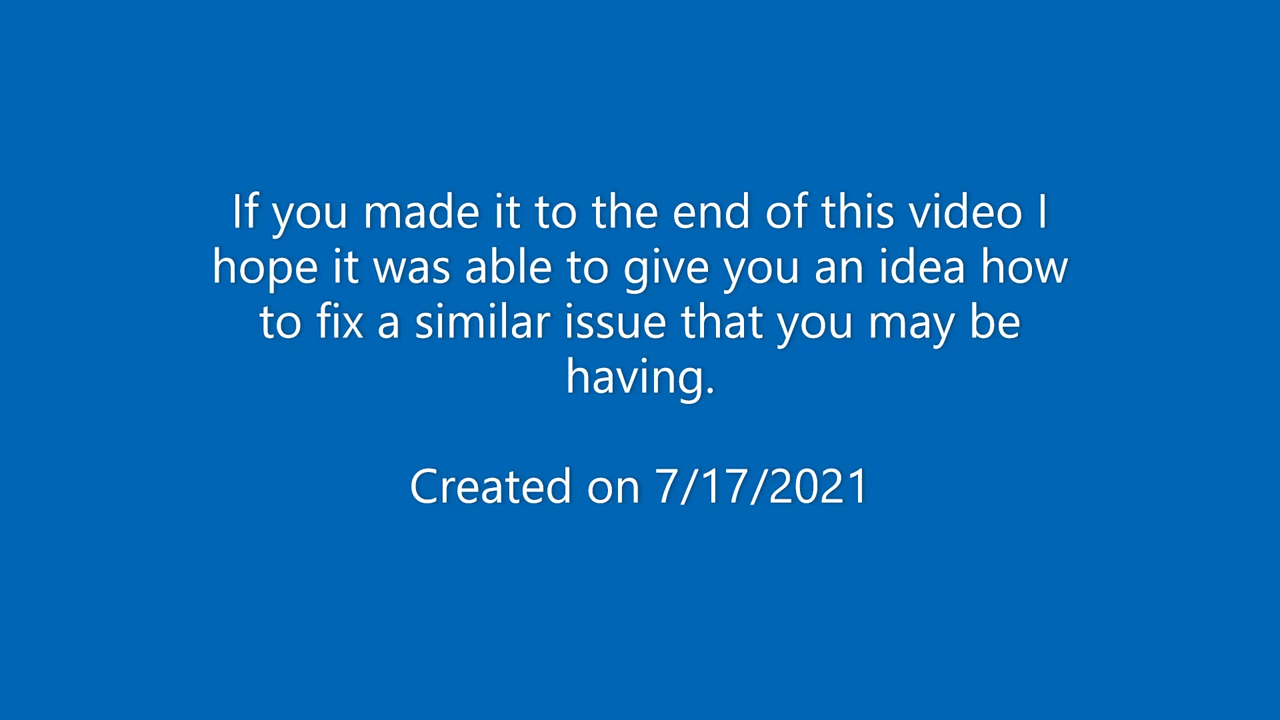 If you made it to the end of this video I
hope it was able to give you an idea how
to fix a similar issue that you may be
having.
Created on 7/17/2021